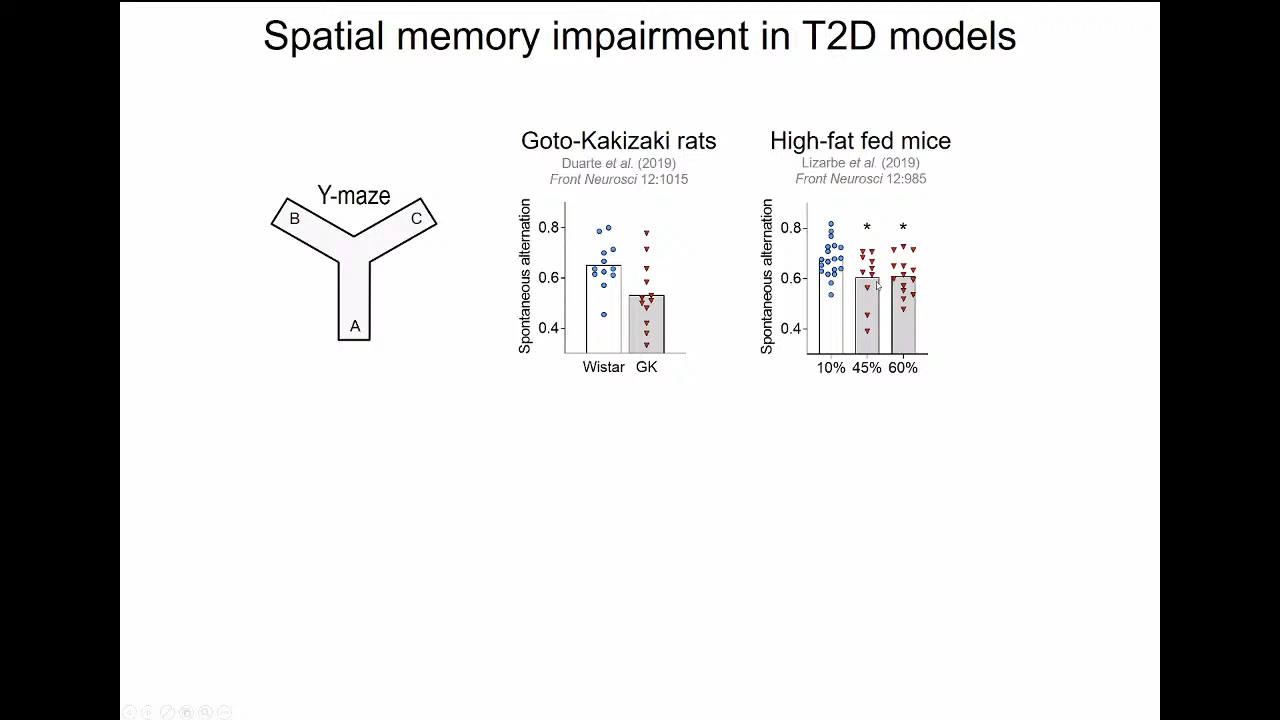 Spatial memory impairment in T2D models
Y-maze
B
C
A
Goto-Kakizaki rats
Duarte et al. (2019)
Front Neurosci 12:1015
Spontaneous alternation
0.8
0.6
0.4
Wistar GK
High-fat fed mice
Lizarbe et al. (2019)
Front Neurosci 12:985
Spontaneous alternation
0.8
0.6
0.4
* *
10% 45% 60%